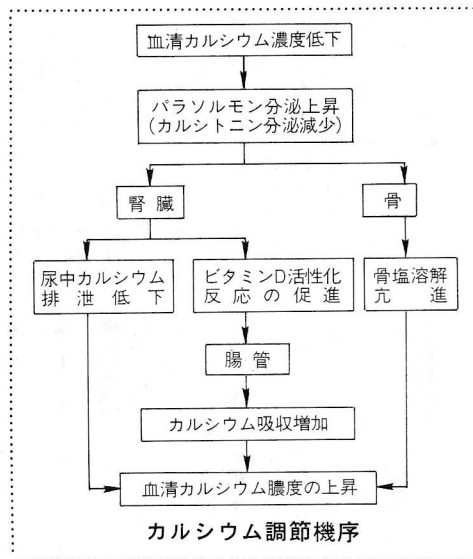 血清カルシウム濃度低下
パラソルモン分泌上昇
(カルシトニン分泌減少)
腎臓
骨
尿中カルシウム
排泄低下
ビタミンD活性化
反応の促進
骨塩溶解
亢進
腸管
カルシウム吸収増加
血清カルシウム濃度の上昇
カルシウム調節機序